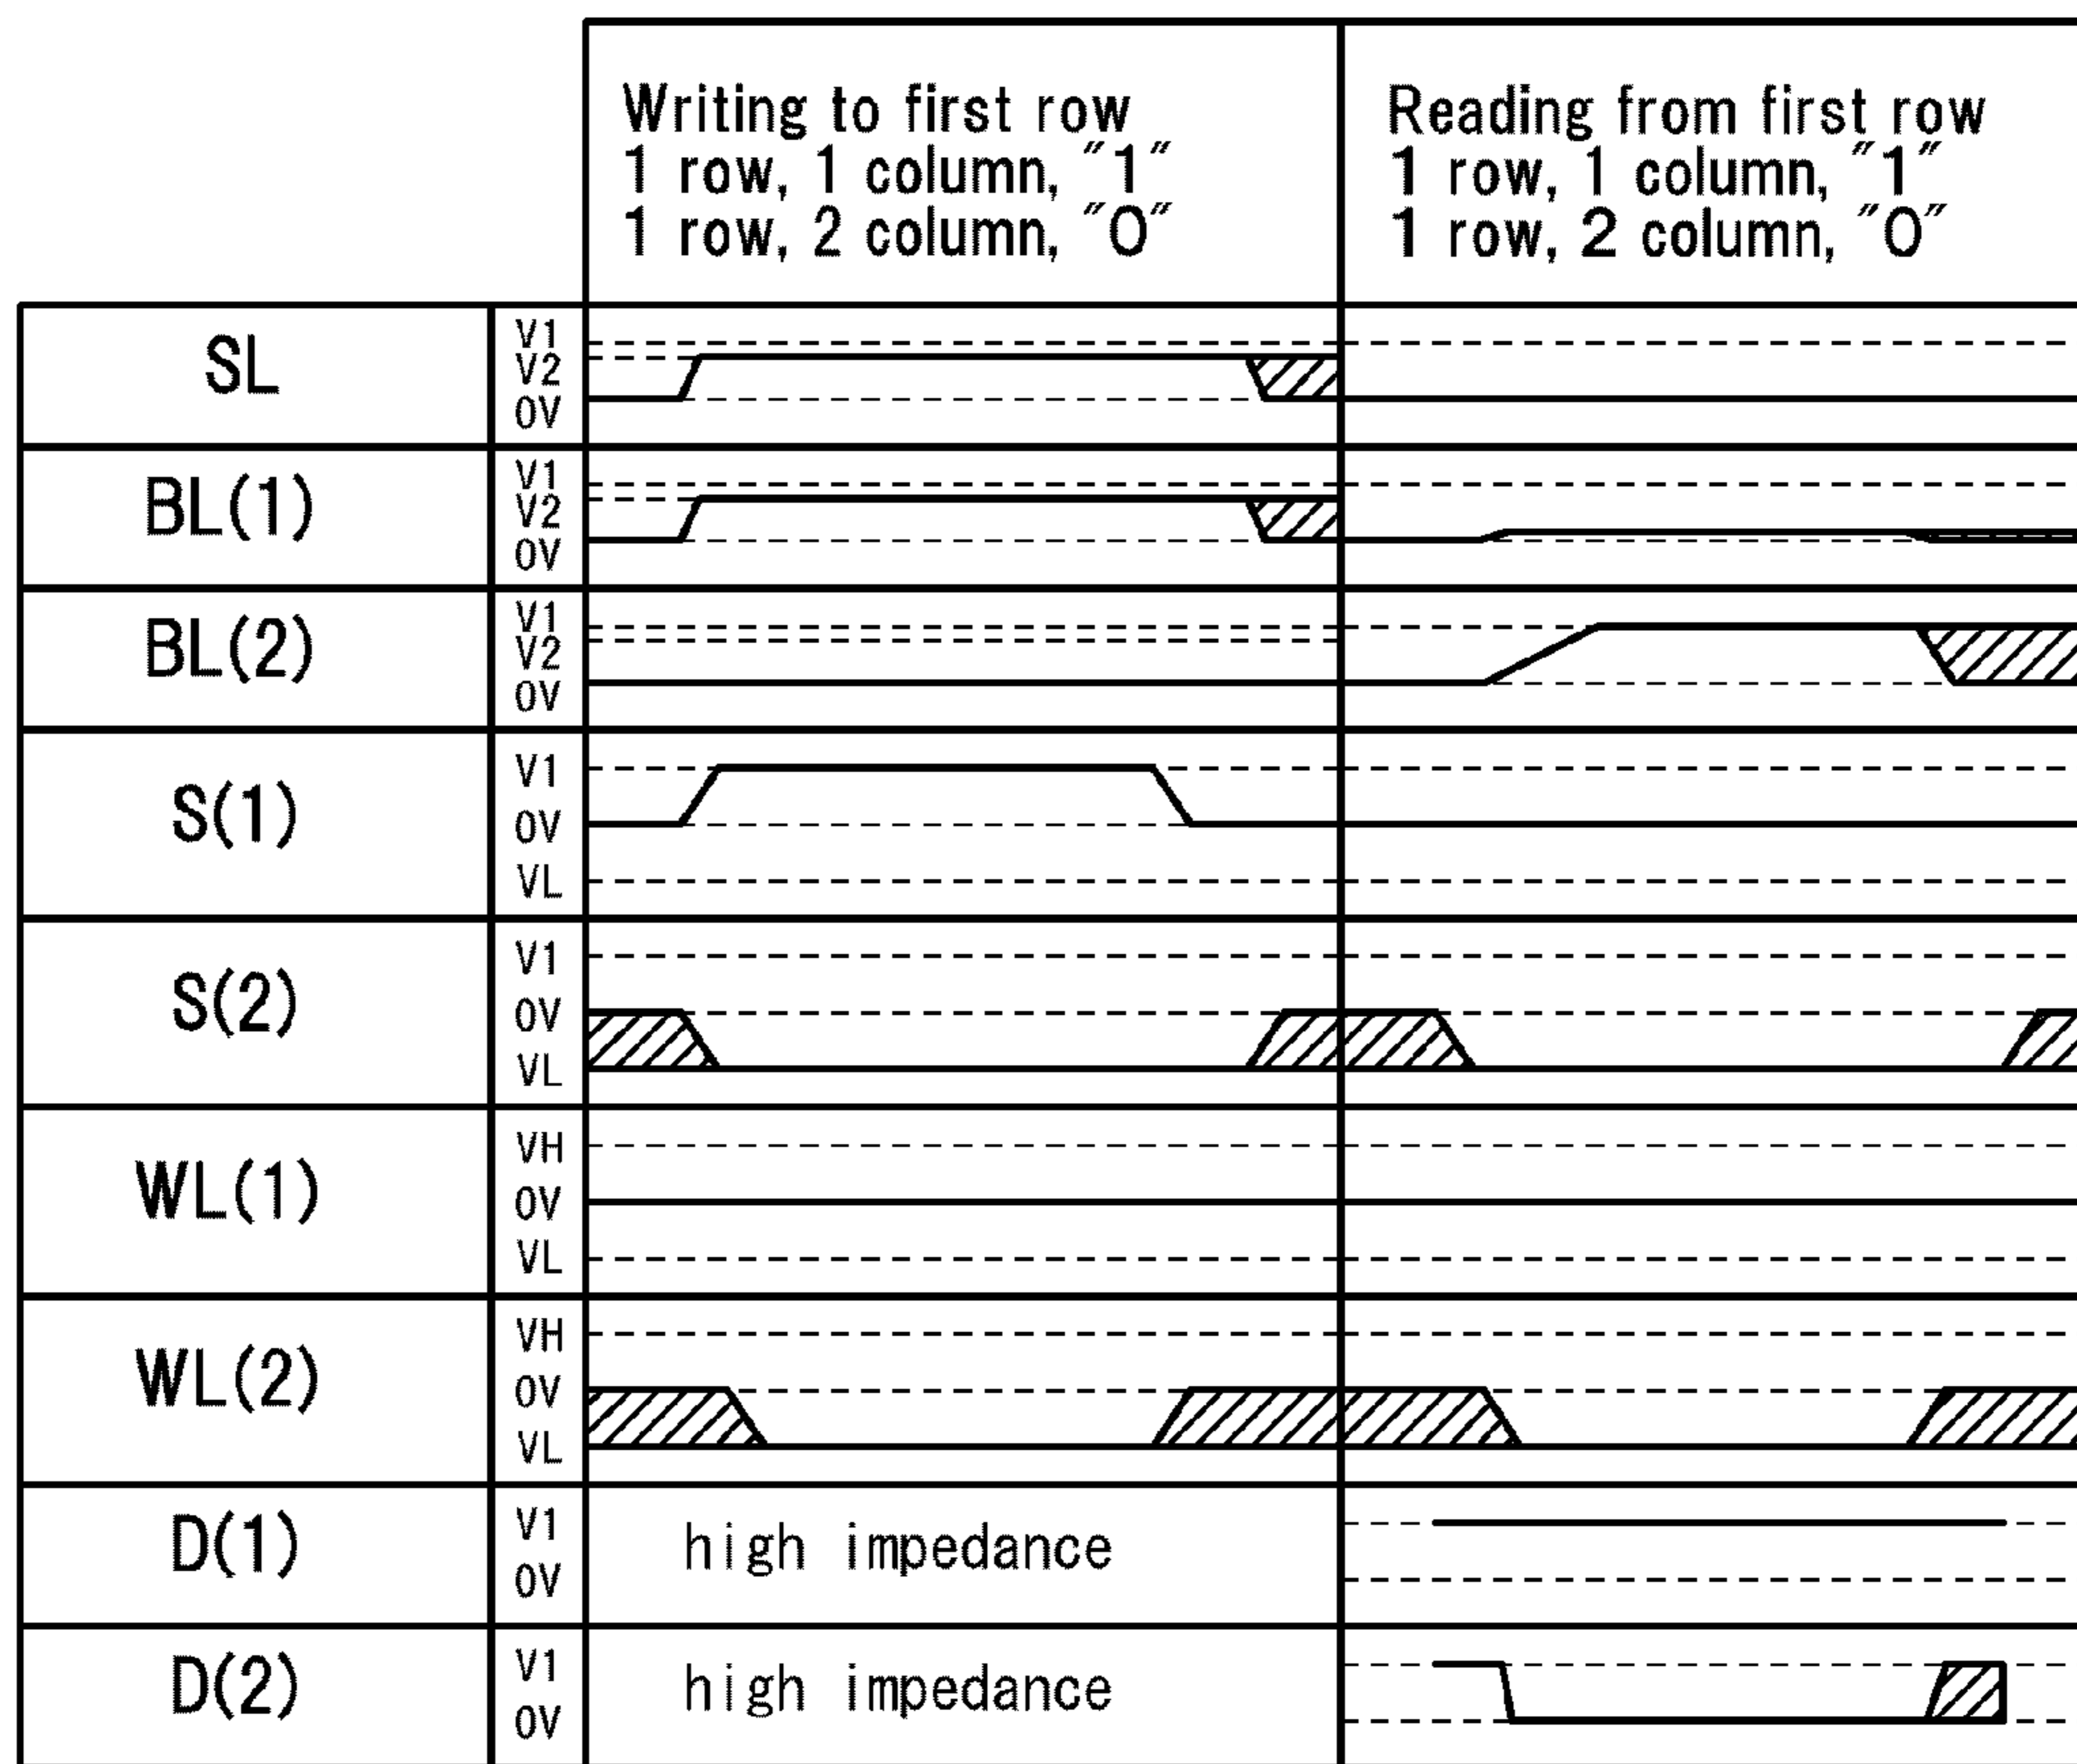 Writing to first row
1 row, 1 column, "1"
1 row, 2 column, "0"
Reading from first row
1 row, 1 column, "1"
1 row, 2 column, "0"
SL
V1
V2
0V
BL(1)
V1
V2
0V
BL(2)
V1
V2
0V
S(1)
V1
0V
VL
S(2)
V1
0V
VL
WL(1)
VH
0V
VL
WL(2)
VH
0V
VL
D(1)
V1
0V
high impedance
D(2)
V1
0V
high impedance